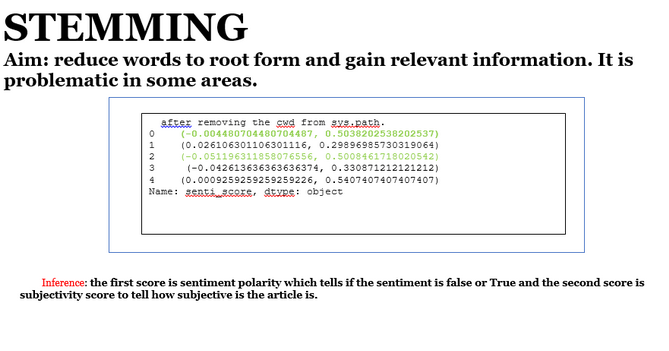 STEMMING
Aim: reduce words to root form and gain relevant information. It is
problematic in some areas.
after removing the cwd from sys.path.
0 (-0.004480704480704487, 0.5038202538202537)
1 (0.026106301106301116, 0.29896985730319064)
2 (-0.051196311858076556, 0.5008461718020542)
3 (-0.042613636363636374, 0.330871212121212)
4 (0.0009259259259259226, 0.5407407407407407)
Name: senti_score, dtype: object
Inference: the first score is sentiment polarity which tells if the sentiment is false or True and the second score is
subjectivity score to tell how subjective is the article is.